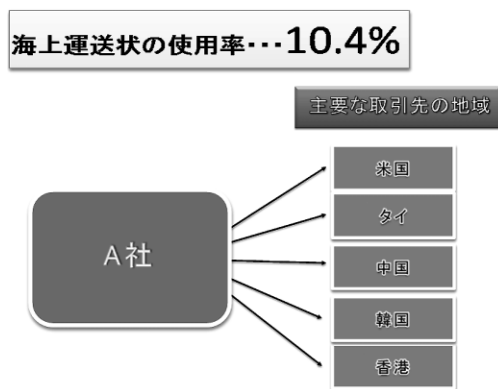 海上運送状の使用率･･･10.4%
主要な取引先の地域
A社
米国
タイ
中国
韓国
香港